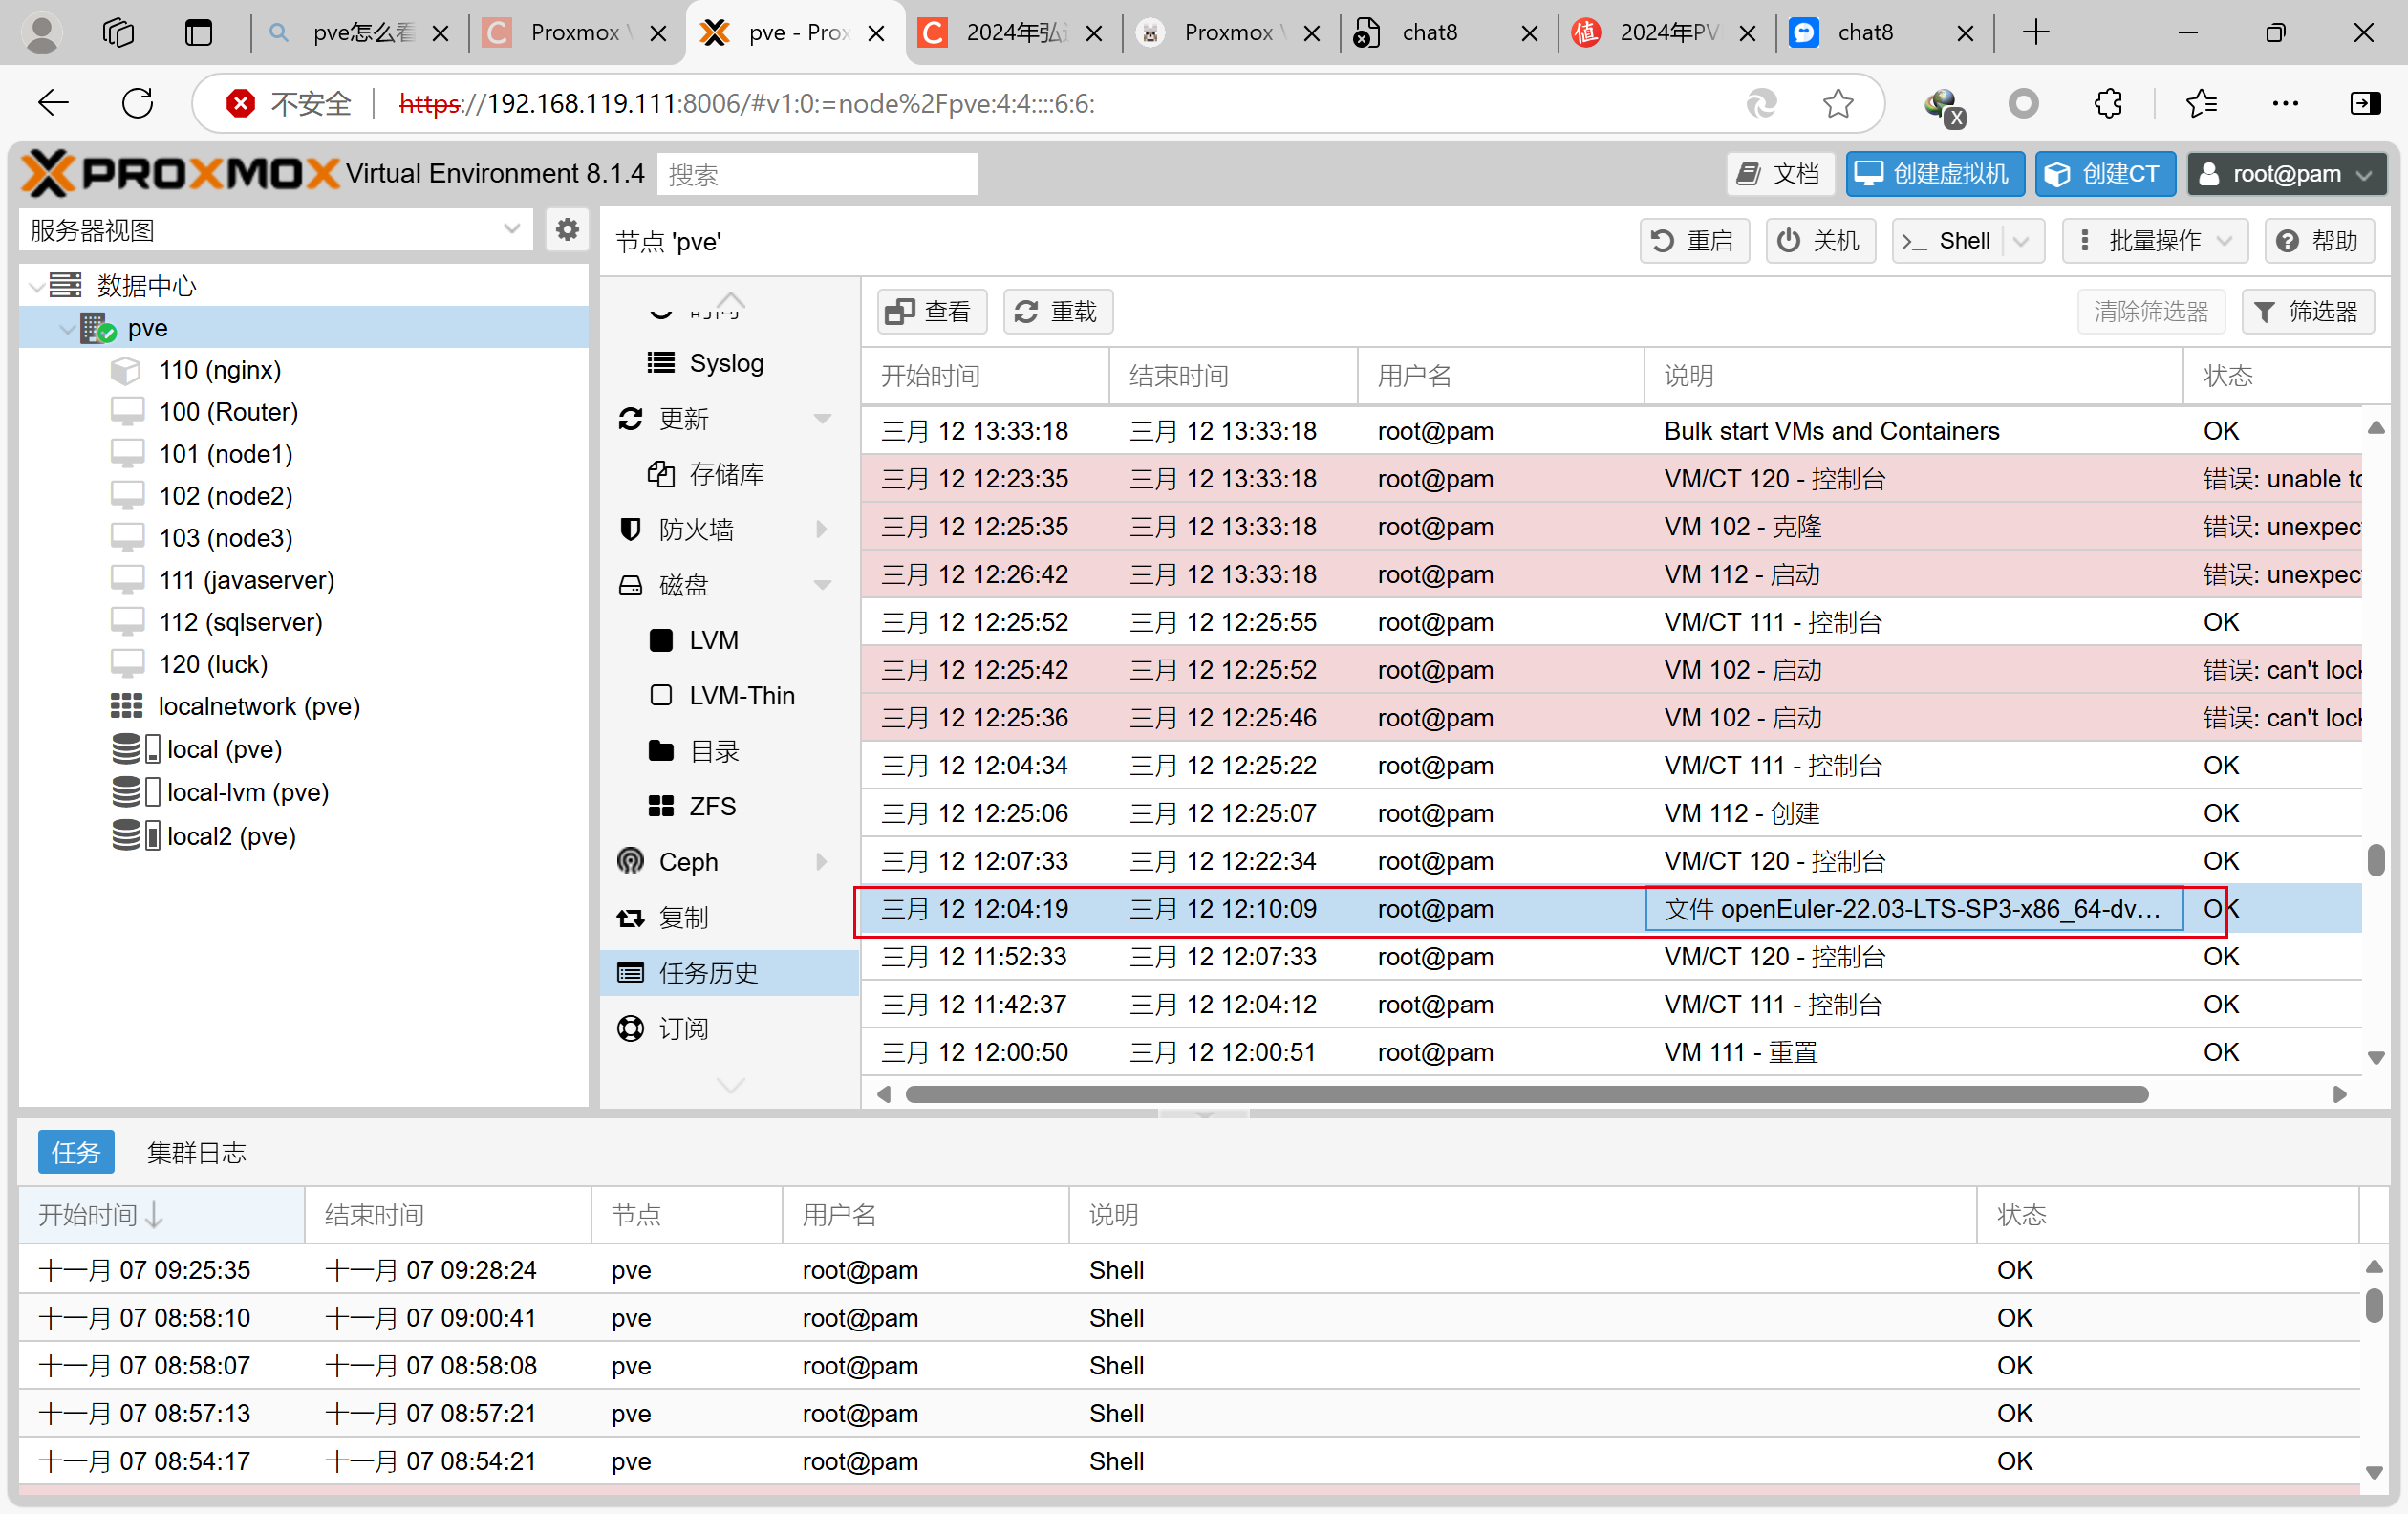 pve怎么看
Proxmox V
pve - Prox
2024年弘
Proxmox V
chat8
2024年PV
chat8
不安全
https://192.168.119.111:8006/#v1:0:=node%2Fpve:4:4::::6:6:
X
PROXMOX Virtual Environment 8.1.4
搜索
文档
创建虚拟机
创建CT
root@pam
服务器视图
数据中心
pve
110 (nginx)
100 (Router)
101 (node1)
102 (node2)
103 (node3)
111 (javaserver)
112 (sqlserver)
120 (luck)
localnetwork (pve)
local (pve)
local-lvm (pve)
local2 (pve)
节点 'pve'
重启
关机
Shell
批量操作
帮助
时间
Syslog
更新
存储库
防火墙
磁盘
LVM
LVM-Thin
目录
ZFS
Ceph
复制
任务历史
订阅
查看
重载
清除筛选器
筛选器
开始时间 结束时间 用户名 说明 状态
三月 12 13:33:18 三月 12 13:33:18 root@pam Bulk start VMs and Containers OK
三月 12 12:23:35 三月 12 13:33:18 root@pam VM/CT 120 - 控制台 错误: unable to
三月 12 12:25:35 三月 12 13:33:18 root@pam VM 102 - 克隆 错误: unexpec
三月 12 12:26:42 三月 12 13:33:18 root@pam VM 112 - 启动 错误: unexpec
三月 12 12:25:52 三月 12 12:25:55 root@pam VM/CT 111 - 控制台 OK
三月 12 12:25:42 三月 12 12:25:52 root@pam VM 102 - 启动 错误: can't lock
三月 12 12:25:36 三月 12 12:25:46 root@pam VM 102 - 启动 错误: can't lock
三月 12 12:04:34 三月 12 12:25:22 root@pam VM/CT 111 - 控制台 OK
三月 12 12:25:06 三月 12 12:25:07 root@pam VM 112 - 创建 OK
三月 12 12:07:33 三月 12 12:22:34 root@pam VM/CT 120 - 控制台 OK
三月 12 12:04:19 三月 12 12:10:09 root@pam 文件 openEuler-22.03-LTS-SP3-x86_64-dv... OK
三月 12 11:52:33 三月 12 12:07:33 root@pam VM/CT 120 - 控制台 OK
三月 12 11:42:37 三月 12 12:04:12 root@pam VM/CT 111 - 控制台 OK
三月 12 12:00:50 三月 12 12:00:51 root@pam VM 111 - 重置 OK
任务
集群日志
开始时间 结束时间 节点 用户名 说明 状态
十一月 07 09:25:35 十一月 07 09:28:24 pve root@pam Shell OK
十一月 07 08:58:10 十一月 07 09:00:41 pve root@pam Shell OK
十一月 07 08:58:07 十一月 07 08:58:08 pve root@pam Shell OK
十一月 07 08:57:13 十一月 07 08:57:21 pve root@pam Shell OK
十一月 07 08:54:17 十一月 07 08:54:21 pve root@pam Shell OK